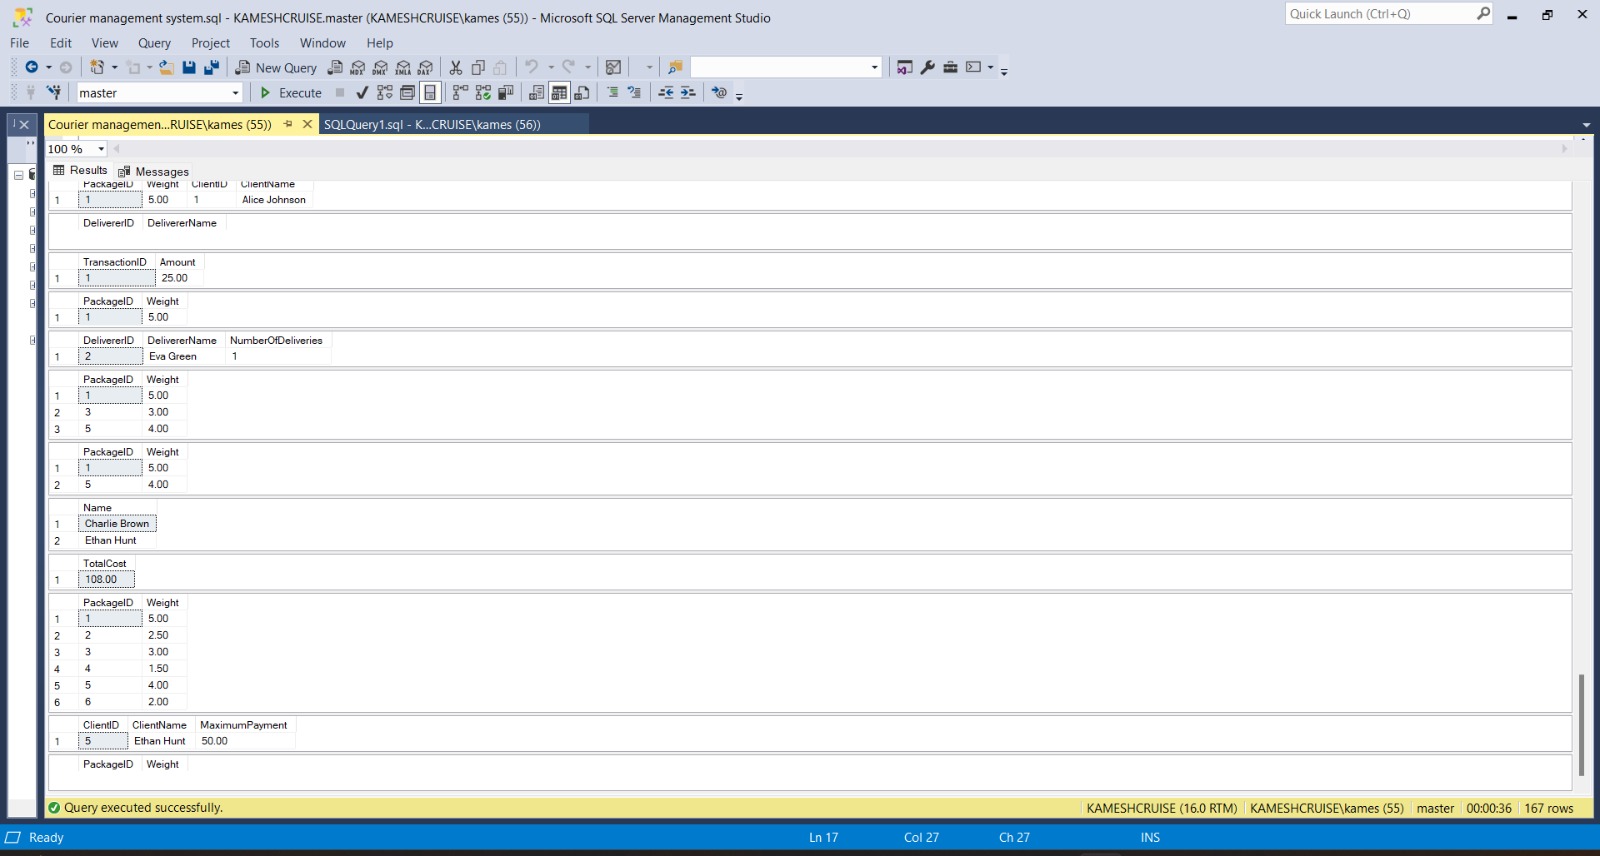 Courier management system.sql - KAMESHCRUISE.master (KAMESHCRUISE\kames (55)) - Microsoft SQL Server Management Studio
Quick Launch (Ctrl+Q)
File Edit View Query Project Tools Window Help
New Query MDX DMX XMLA DAX
master Execute
Courier managemen...RUISE\kames (55)) SQLQuery1.sql - K...CRUISE\kames (56))
100 %
Results Messages
PackageID Weight ClientID ClientName
1 1 5.00 1 Alice Johnson
DelivererID DelivererName
TransactionID Amount
1 1 25.00
PackageID Weight
1 1 5.00
DelivererID DelivererName NumberOfDeliveries
1 2 Eva Green 1
PackageID Weight
1 1 5.00
2 3 3.00
3 5 4.00
PackageID Weight
1 1 5.00
2 5 4.00
Name
1 Charlie Brown
2 Ethan Hunt
TotalCost
1 108.00
PackageID Weight
1 1 5.00
2 2 2.50
3 3 3.00
4 4 1.50
5 5 4.00
6 6 2.00
ClientID ClientName MaximumPayment
1 5 Ethan Hunt 50.00
PackageID Weight
Query executed successfully. KAMESHCRUISE (16.0 RTM) KAMESHCRUISE\kames (55) master 00:00:36 167 rows
Ready Ln 17 Col 27 Ch 27 INS